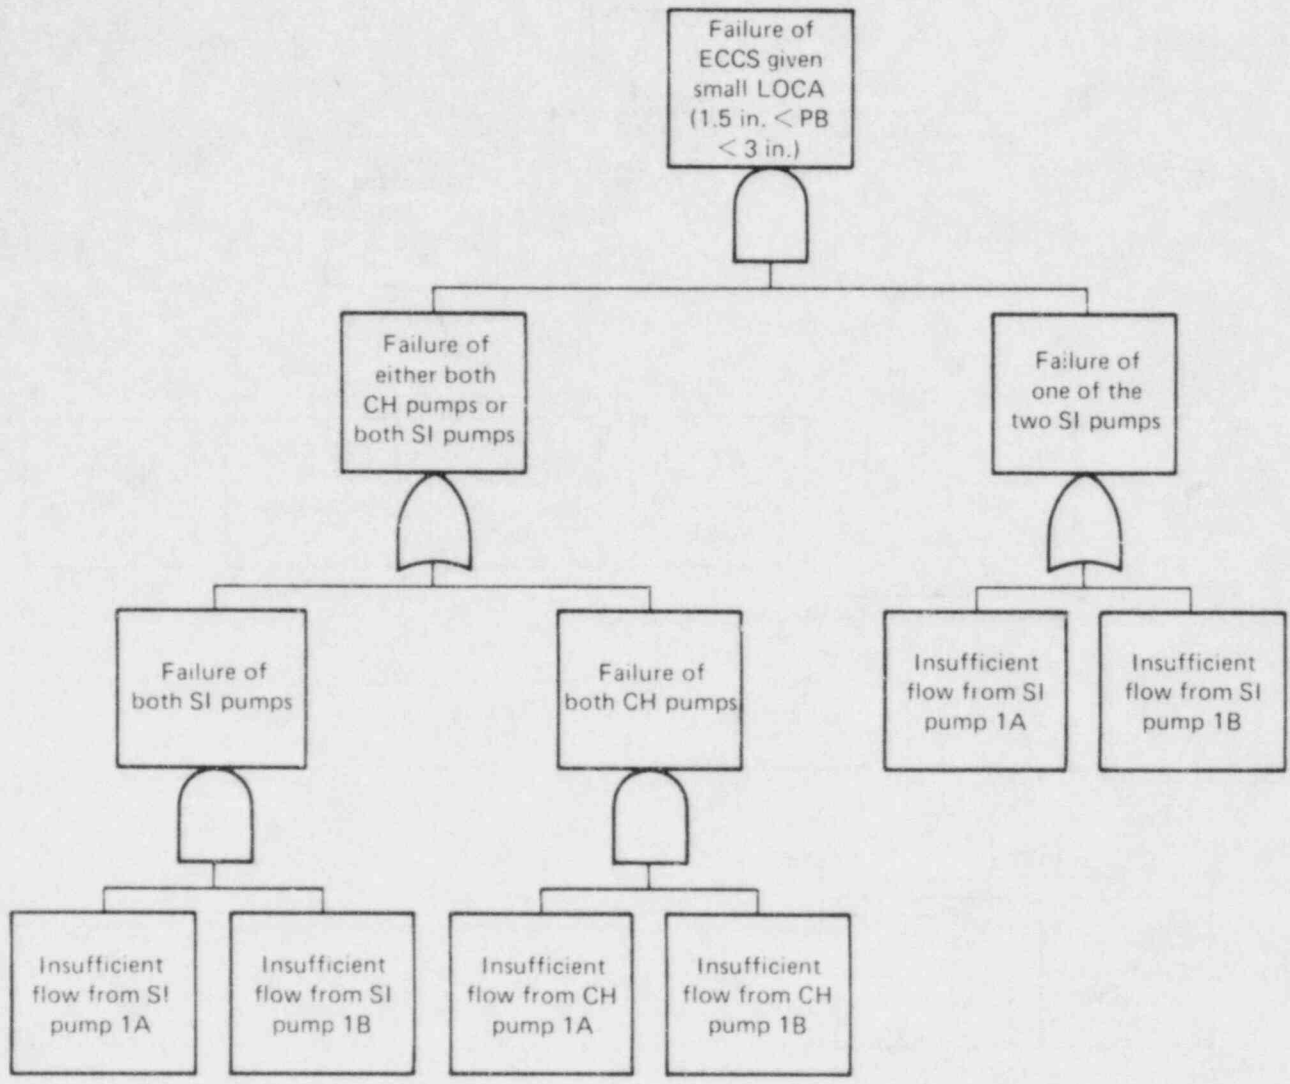 Failure of
ECCS given
small LOCA
(1.5 in. < PB
< 3 in.)
Failure of
either both
CH pumps or
both SI pumps
Failure of
one of the
two SI pumps
Failure of
both SI pumps
Failure of
both CH pumps
Insufficient
flow from SI
pump 1A
Insufficient
flow from SI
pump 1B
Insufficient
flow from SI
pump 1A
Insufficient
flow from SI
pump 1B
Insufficient
flow from CH
pump 1A
Insufficient
flow from CH
pump 1B